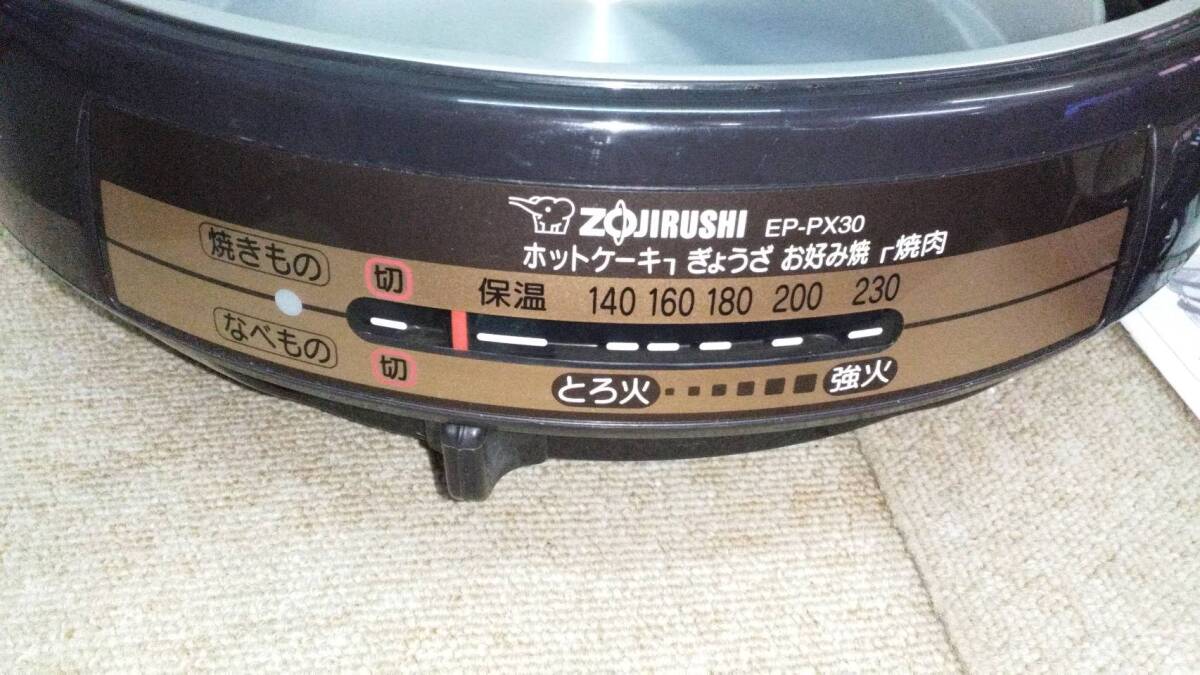 ZOJIRUSHI EP-PX30
ホットケーキ ぎょうざ お好み焼 焼肉
焼きもの 切 保温 140 160 180 200 230
なべもの 切 とろ火 強火